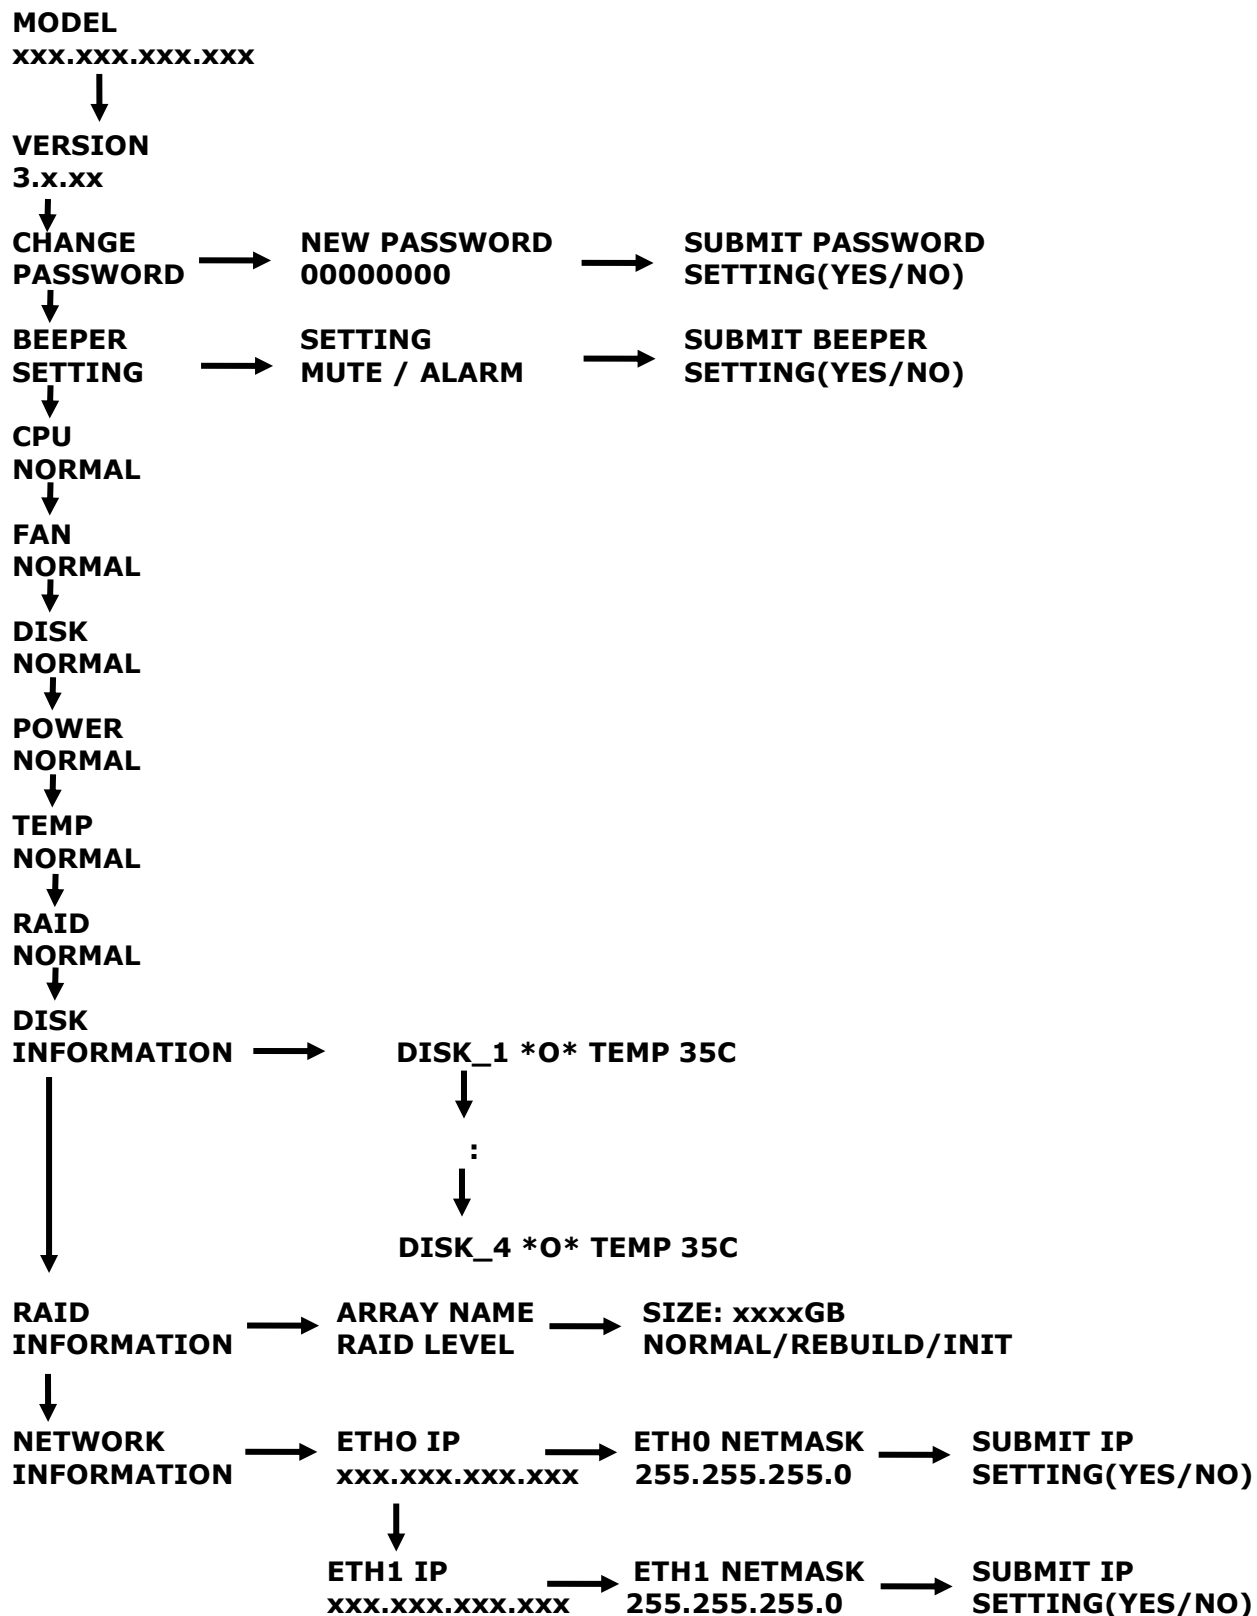 MODEL
xxx.xxx.xxx.xxx
VERSION
3.x.xx
CHANGE
PASSWORD
NEW PASSWORD
00000000
SUBMIT PASSWORD
SETTING(YES/NO)
BEEPER
SETTING
SETTING
MUTE / ALARM
SUBMIT BEEPER
SETTING(YES/NO)
CPU
NORMAL
FAN
NORMAL
DISK
NORMAL
POWER
NORMAL
TEMP
NORMAL
RAID
NORMAL
DISK
INFORMATION
DISK_1 *O* TEMP 35C
:
DISK_4 *O* TEMP 35C
RAID
INFORMATION
ARRAY NAME
RAID LEVEL
SIZE: xxxxGB
NORMAL/REBUILD/INIT
NETWORK
INFORMATION
ETHO IP
xxx.xxx.xxx.xxx
ETH0 NETMASK
255.255.255.0
SUBMIT IP
SETTING(YES/NO)
ETH1 IP
xxx.xxx.xxx.xxx
ETH1 NETMASK
255.255.255.0
SUBMIT IP
SETTING(YES/NO)